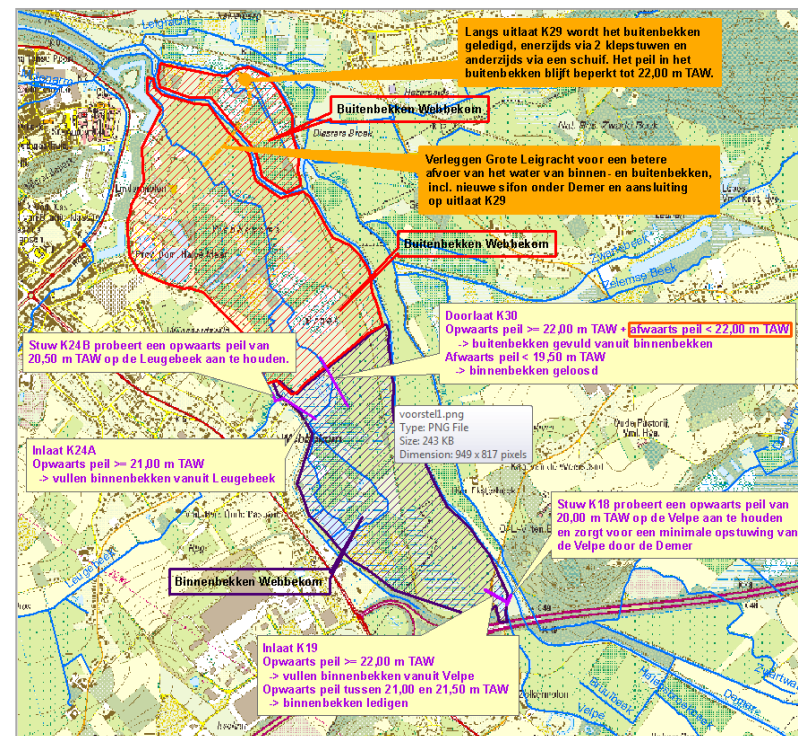 Leigracht
Langs uitlaat K29 wordt het buitenbekken
geledigd, enerzijds via 2 klepstuwen en
anderzijds via een schuif. Het peil in het
buitenbekken blijft beperkt tot 22,00 m TAW.
Buitenbekken Webbekom
Verleggen Grote Leigracht voor een betere
afvoer van het water van binnen- en buitenbekken,
incl. nieuwe sifon onder Demer en aansluiting
op uitlaat K29
Buitenbekken Webbekom
Zwartebeek
Zelemse Beek
Doorlaat K30
Opwaarts peil >= 22,00 m TAW + afwaarts peil < 22,00 m TAW
-> buitenbekken gevuld vanuit binnenbekken
Afwaarts peil < 19,50 m TAW
-> binnenbekken geloosd
Stuw K24B probeert een opwaarts peil van
20,50 m TAW op de Leugebeek aan te houden.
voorstel1.png
Type: PNG File
Size: 243 KB
Dimension: 949 x 817 pixels
Webbekom
Inlaat K24A
Opwaarts peil >= 21,00 m TAW
-> vullen binnenbekken vanuit Leugebeek
Stuw K18 probeert een opwaarts peil van
20,00 m TAW op de Velpe aan te houden
en zorgt voor een minimale opstuwing van
de Velpe door de Demer
Leugebeek
Binnenbekken Webbekom
Inlaat K19
Opwaarts peil >= 22,00 m TAW
-> vullen binnenbekken vanuit Velpe
Opwaarts peil tussen 21,00 en 21,50 m TAW
-> binnenbekken ledigen
Demer
Velpe